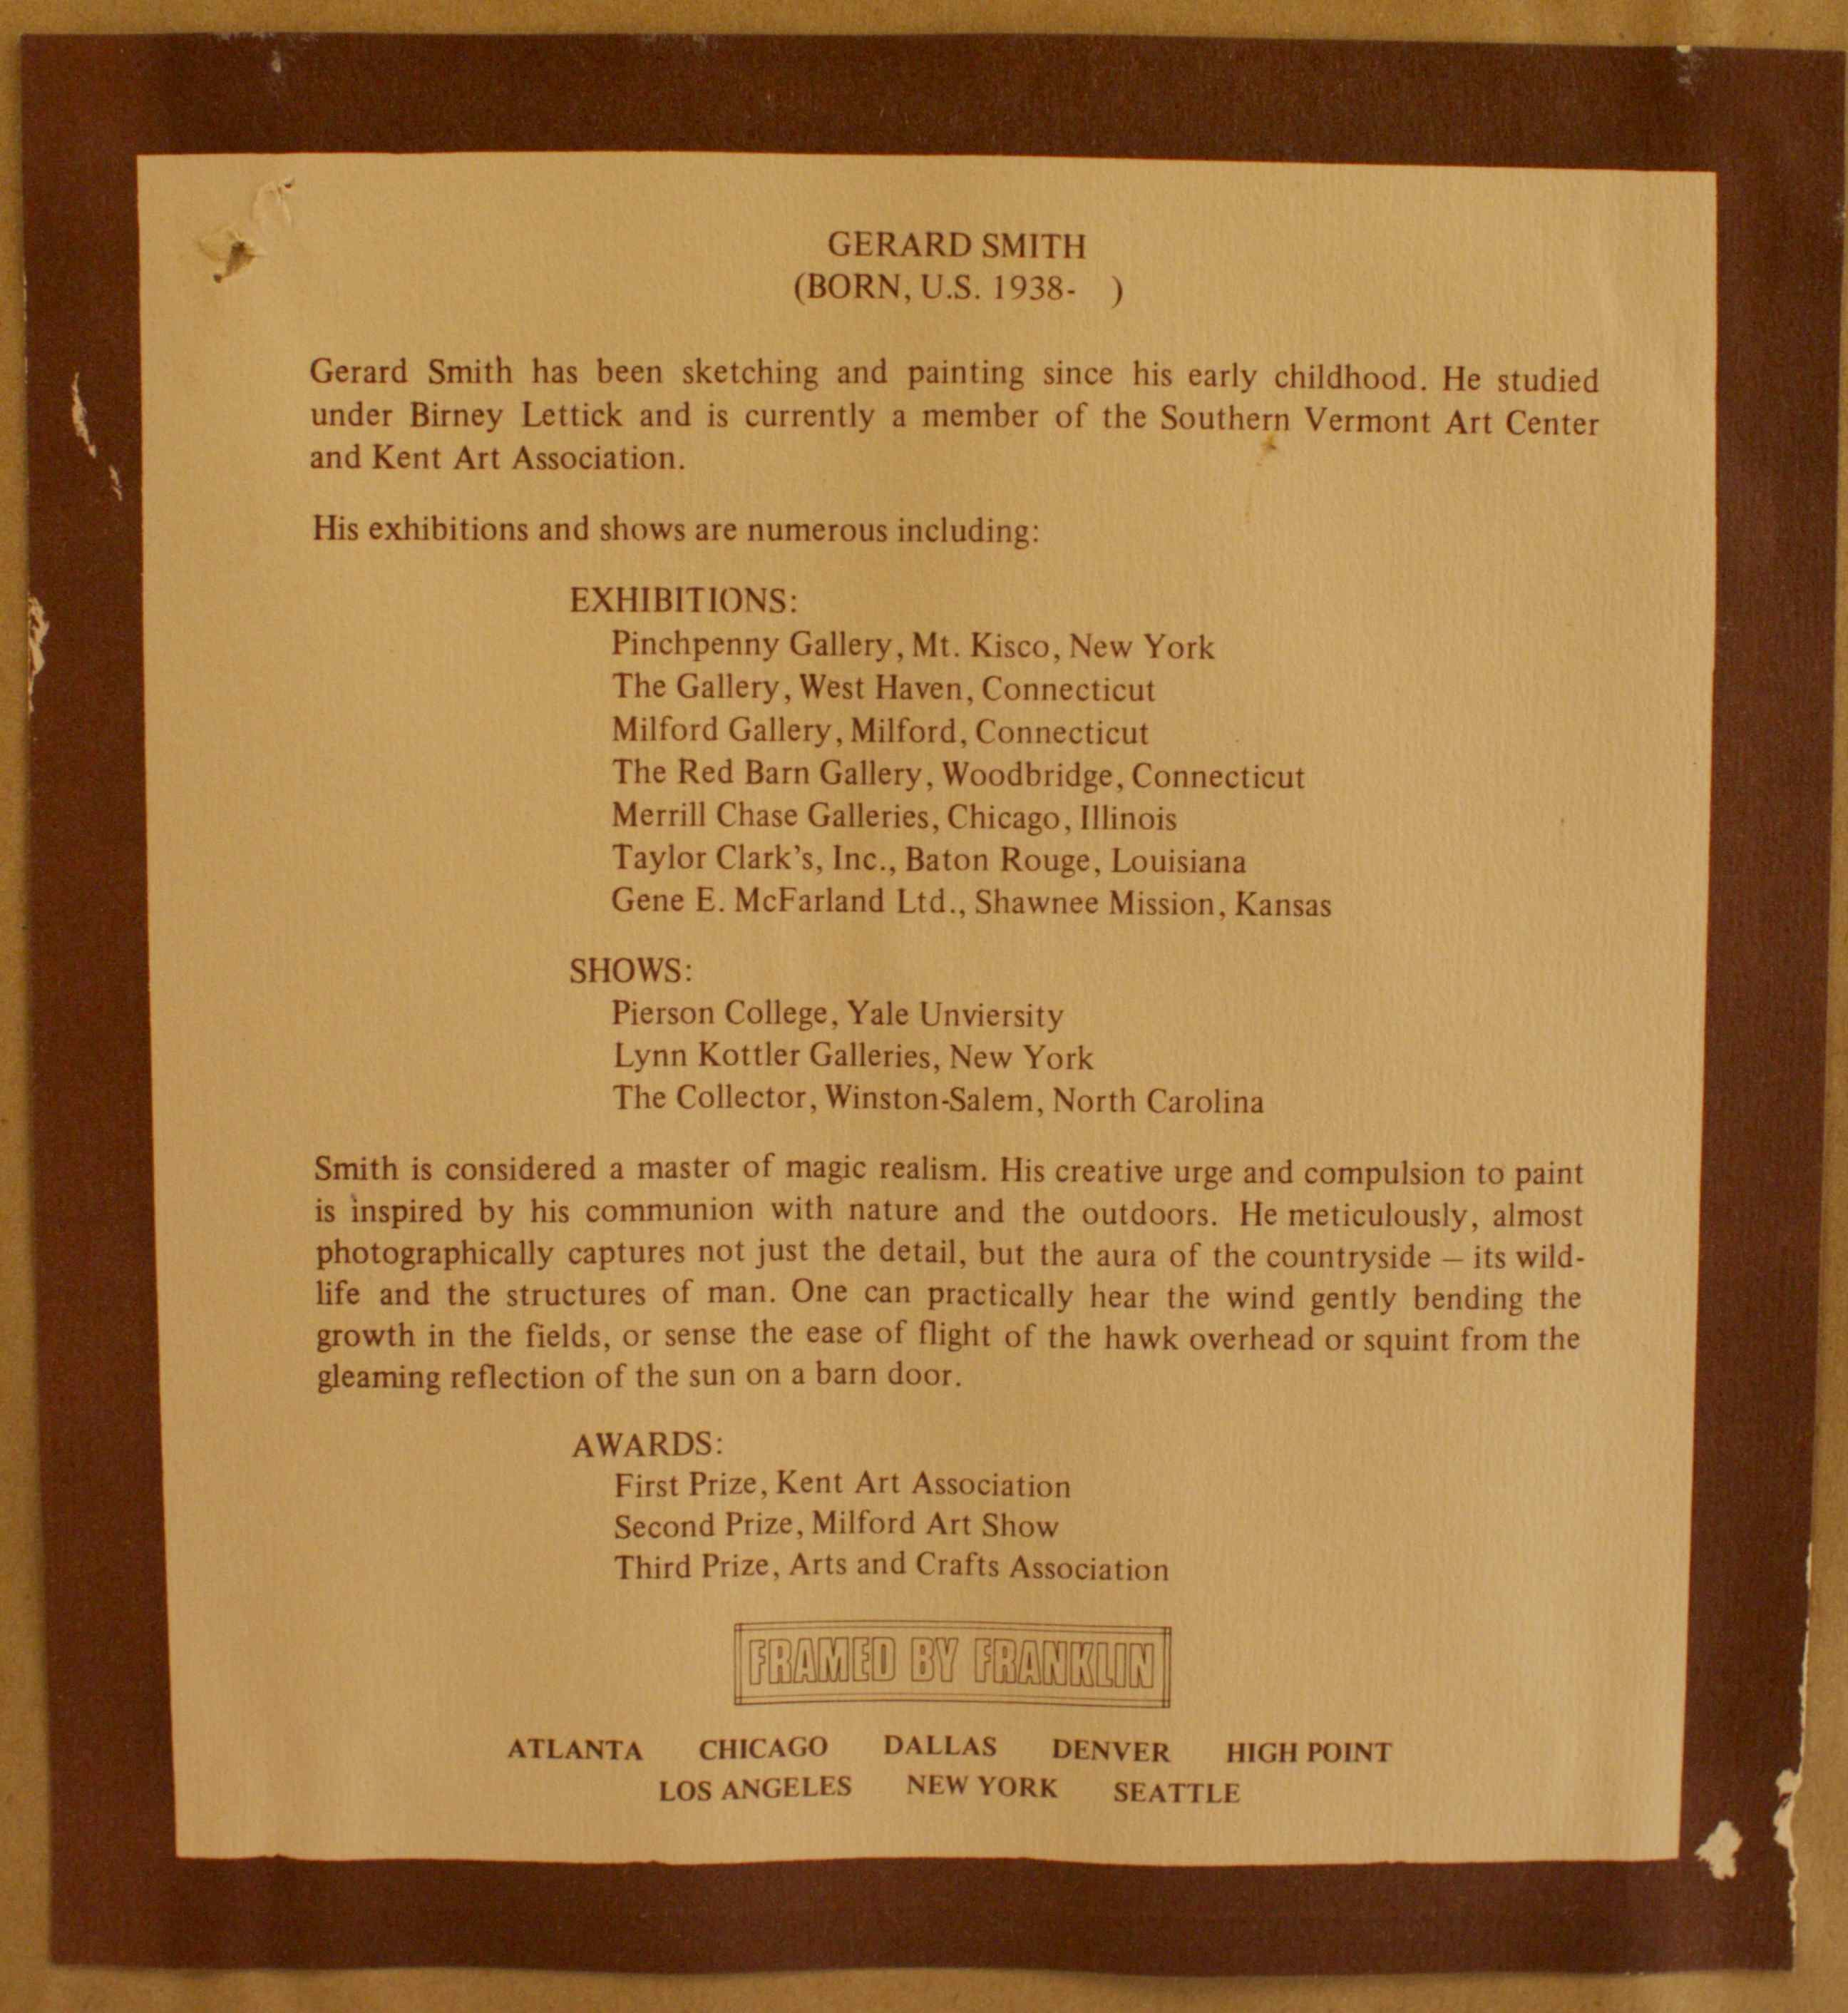 GERARD SMITH
(BORN, U.S. 1938- )
Gerard Smith has been sketching and painting since his early childhood. He studied
under Birney Lettick and is currently a member of the Southern Vermont Art Center
and Kent Art Association.
His exhibitions and shows are numerous including:
EXHIBITIONS:
Pinchpenny Gallery, Mt. Kisco, New York
The Gallery, West Haven, Connecticut
Milford Gallery, Milford, Connecticut
The Red Barn Gallery, Woodbridge, Connecticut
Merrill Chase Galleries, Chicago, Illinois
Taylor Clark's, Inc., Baton Rouge, Louisiana
Gene E. McFarland Ltd., Shawnee Mission, Kansas
SHOWS:
Pierson College, Yale Unviersity
Lynn Kottler Galleries, New York
The Collector, Winston-Salem, North Carolina
Smith is considered a master of magic realism. His creative urge and compulsion to paint
is inspired by his communion with nature and the outdoors. He meticulously, almost
photographically captures not just the detail, but the aura of the countryside – its wild-
life and the structures of man. One can practically hear the wind gently bending the
growth in the fields, or sense the ease of flight of the hawk overhead or squint from the
gleaming reflection of the sun on a barn door.
AWARDS:
First Prize, Kent Art Association
Second Prize, Milford Art Show
Third Prize, Arts and Crafts Association
FRAMED BY FRANKLIN
ATLANTA CHICAGO DALLAS DENVER HIGH POINT
LOS ANGELES NEW YORK SEATTLE